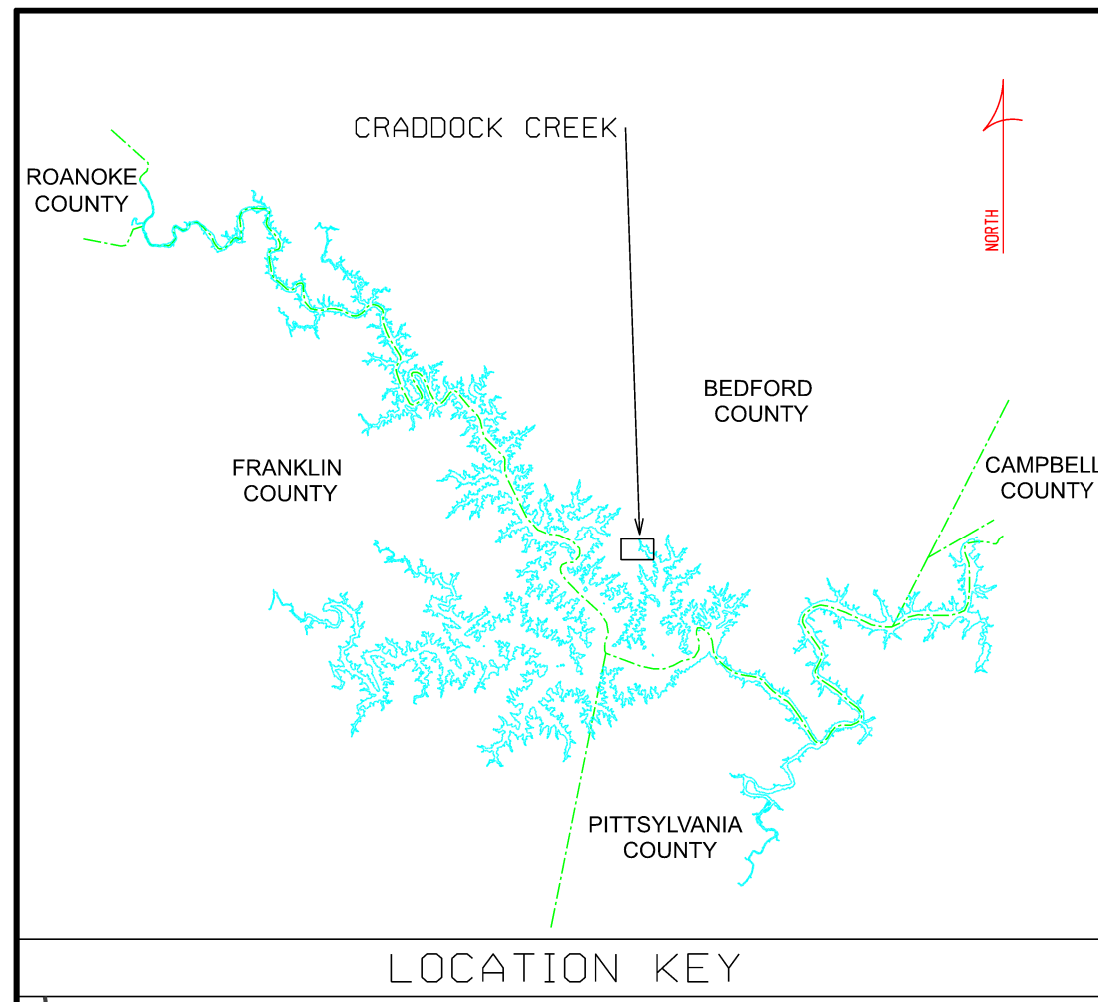 CRADDOCK CREEK
ROANOKE
COUNTY
NORTH
BEDFORD
COUNTY
FRANKLIN
COUNTY
CAMPBELL
COUNTY
PITTSYLVANIA
COUNTY
LOCATION KEY